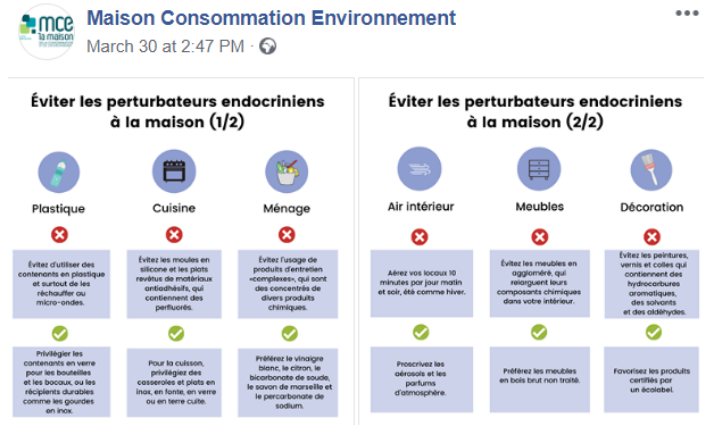 mce
la maison
Maison Consommation Environnement
March 30 at 2:47 PM
Éviter les perturbateurs endocriniens
à la maison (1/2)
Plastique
Cuisine
Ménage
Évitez d'utiliser des
contenants en plastique
et surtout de les
réchauffer au
micro-ondes.
Évitez les moules en
silicone et les plats
revêtus de matériaux
antiadhésifs, qui
contiennent des
perfluorés.
Évitez l'usage de
produits d'entretien
«complexes», qui sont
des concentrés de
divers produits
chimiques.
Privilégier les
contenants en verre
pour les bouteilles
et les bocaux, ou les
récipients durables
comme les gourdes
en inox.
Pour la cuisson,
privilégiez des
casseroles et plats en
inox, en fonte, en verre
ou en terre cuite.
Préférez le vinaigre
blanc, le citron, le
bicarbonate de soude,
le savon de marseille et
le percarbonate de
sodium.
Éviter les perturbateurs endocriniens
à la maison (2/2)
Air intérieur
Meubles
Décoration
Aérez vos locaux 10
minutes par jour matin
et soir, été comme hiver.
Évitez les meubles en
aggloméré, qui
relarguent leurs
composants chimiques
dans votre intérieur.
Évitez les peintures,
vernis et colles qui
contiennent des
hydrocarbures
aromatiques,
des solvants
et des aldéhydes.
Proscrivez les
aérosols et les
parfums
d'atmosphère.
Préférez les meubles
en bois brut non traité.
Favorisez les produits
certifiés par
un écolabel.